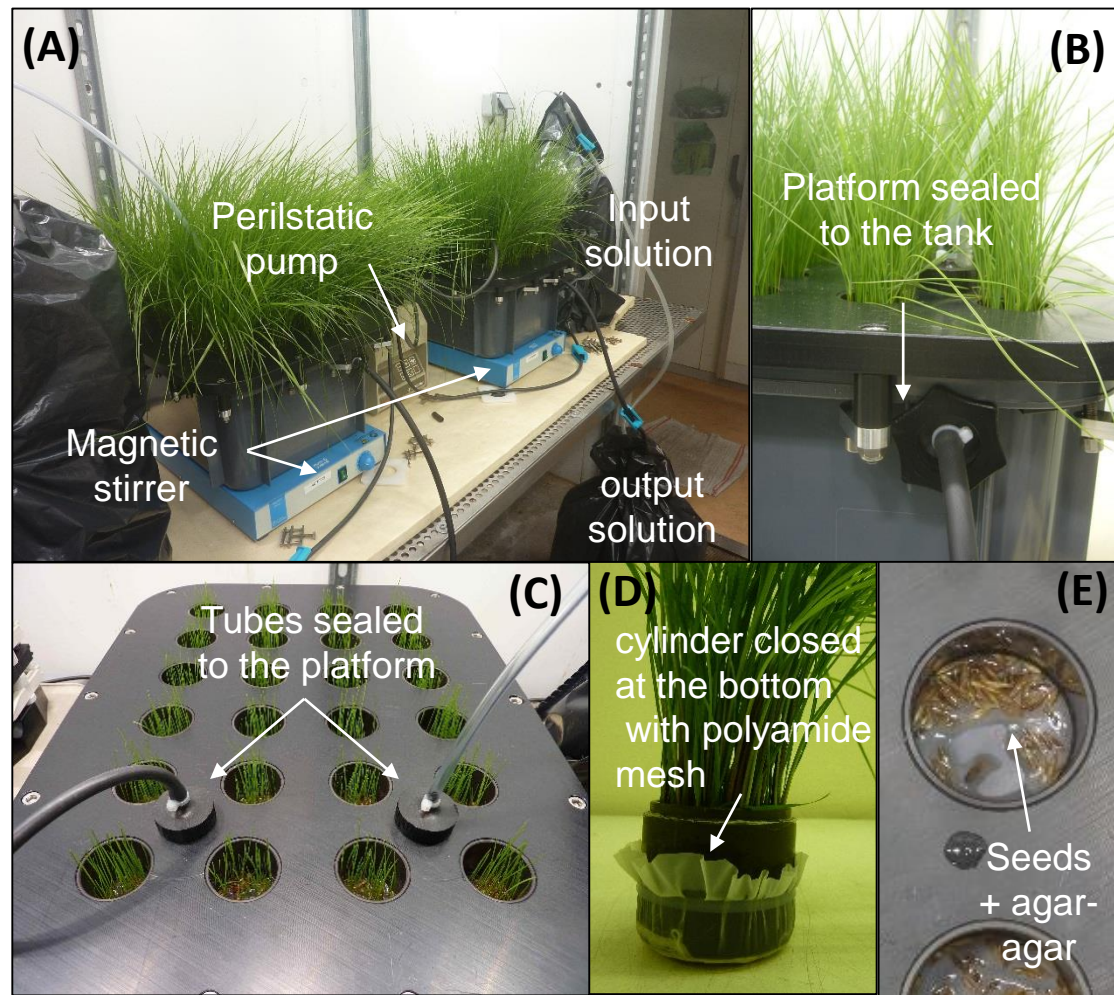 (A)
Perilstatic
pump
Input
solution
Magnetic
stirrer
output
solution
(B)
Platform sealed
to the tank
(C)
Tubes sealed
to the platform
(D)
cylinder closed
at the bottom
with polyamide
mesh
(E)
Seeds
+ agar-
agar